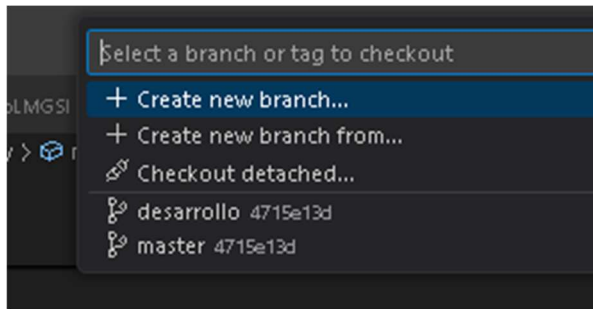 Select a branch or tag to checkout
+ Create new branch...
+ Create new branch from...
Checkout detached...
desarrollo 4715e13d
master 4715e13d